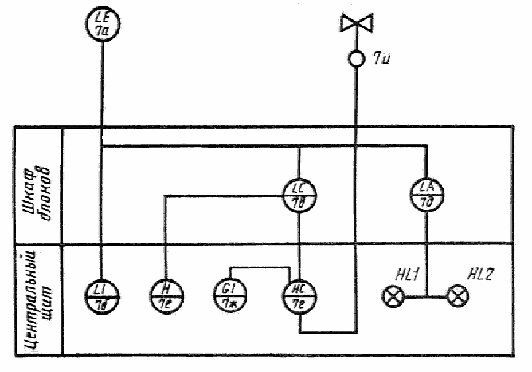 LE
7а
7и
Шкаф
блоков
LC
7в
LA
7д
HL1
HL2
Центральный
щит
LI
7б
H
7г
GI
7ж
HC
7е